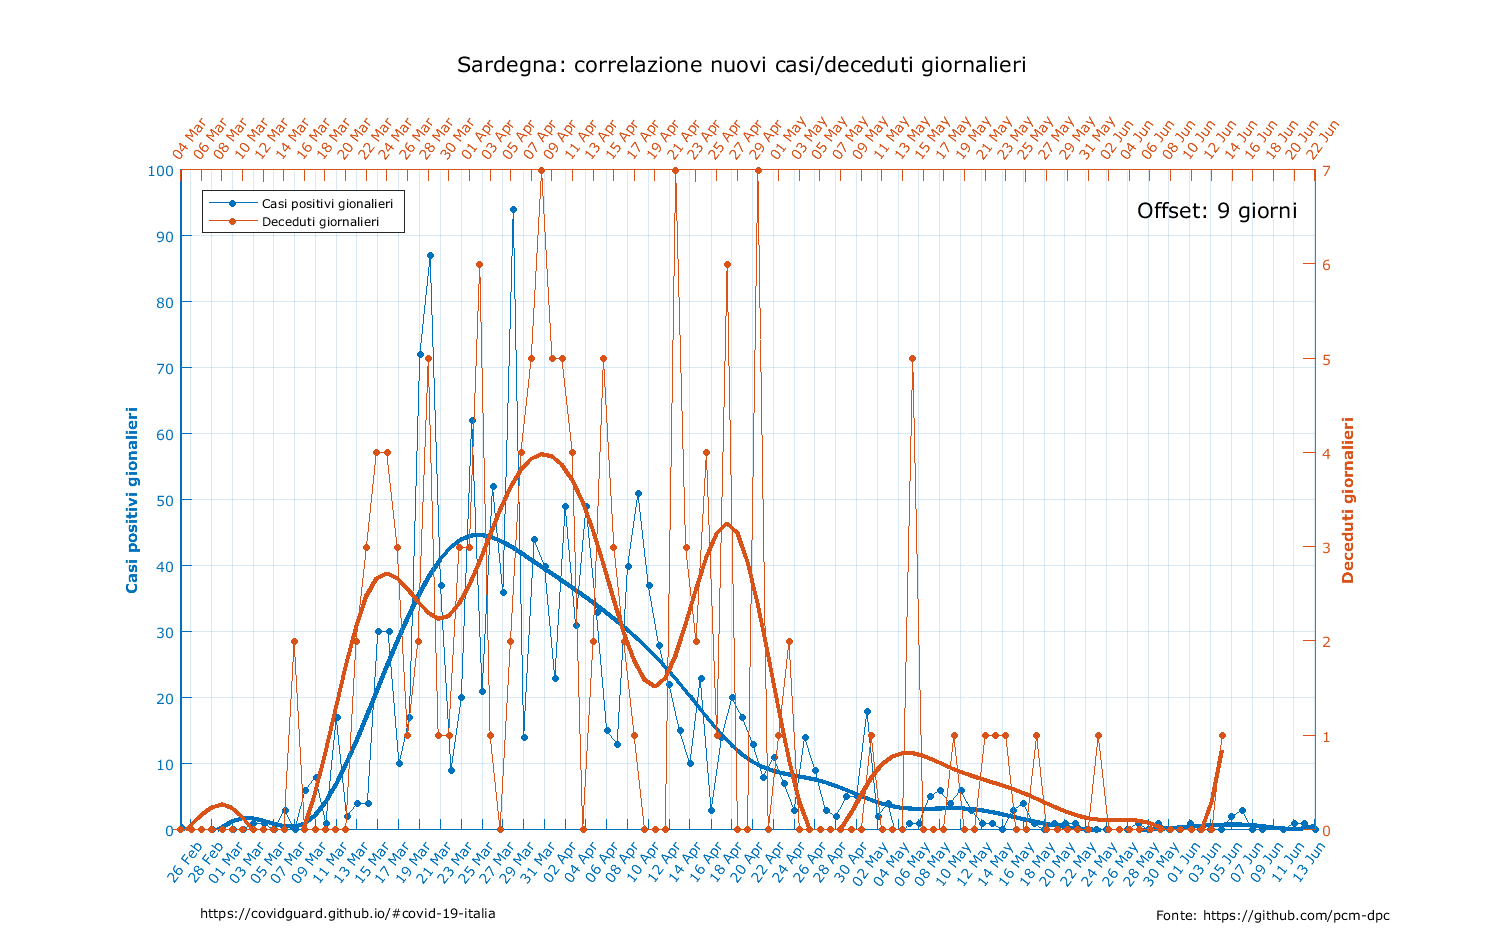 Sardegna: correlazione nuovi casi/deceduti giornalieri
04 Mar 06 Mar 08 Mar 10 Mar 12 Mar 14 Mar 16 Mar 18 Mar 20 Mar 22 Mar 24 Mar 26 Mar 28 Mar 30 Mar 01 Apr 03 Apr 05 Apr 07 Apr 09 Apr 11 Apr 13 Apr 15 Apr 17 Apr 19 Apr 21 Apr 23 Apr 25 Apr 27 Apr 29 Apr 01 May 03 May 05 May 07 May 09 May 11 May 13 May 15 May 17 May 19 May 21 May 23 May 25 May 27 May 29 May 31 May 02 Jun 04 Jun 06 Jun 08 Jun 10 Jun 12 Jun 14 Jun 16 Jun 18 Jun 20 Jun 22 Jun
100
90
80
70
60
50
40
30
20
10
0
Casi positivi gionalieri
Casi positivi gionalieri
Deceduti giornalieri
Offset: 9 giorni
7
6
5
4
3
2
1
0
Deceduti giornalieri
26 Feb 28 Feb 01 Mar 03 Mar 05 Mar 07 Mar 09 Mar 11 Mar 13 Mar 15 Mar 17 Mar 19 Mar 21 Mar 23 Mar 25 Mar 27 Mar 29 Mar 31 Mar 02 Apr 04 Apr 06 Apr 08 Apr 10 Apr 12 Apr 14 Apr 16 Apr 18 Apr 20 Apr 22 Apr 24 Apr 26 Apr 28 Apr 30 Apr 02 May 04 May 06 May 08 May 10 May 12 May 14 May 16 May 18 May 20 May 22 May 24 May 26 May 28 May 30 May 01 Jun 03 Jun 05 Jun 07 Jun 09 Jun 11 Jun 13 Jun
https://covidguard.github.io/#covid-19-italia
Fonte: https://github.com/pcm-dpc